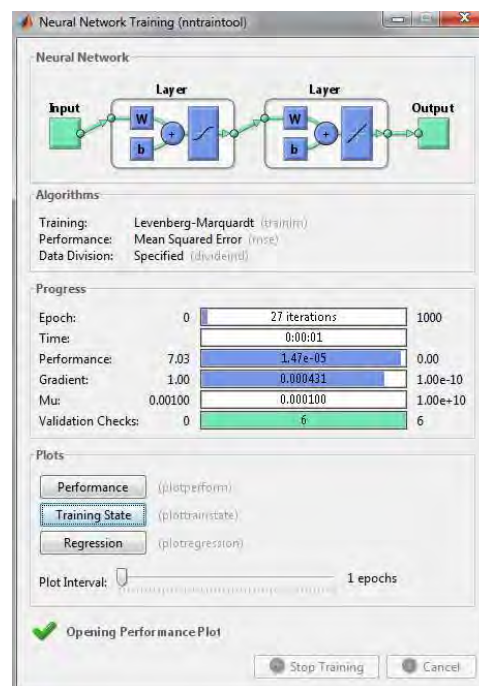 Neural Network Training (nntraintool)
Neural Network
Layer Layer
Input Output
W W
+ +
b b
Algorithms
Training: Levenberg-Marquardt (trainlm)
Performance: Mean Squared Error (mse)
Data Division: Specified (divideind)
Progress
Epoch: 0 27 iterations 1000
Time: 0:00:01
Performance: 7.03 1.47e-05 0.00
Gradient: 1.00 0.000431 1.00e-10
Mu: 0.00100 0.000100 1.00e+10
Validation Checks: 0 6 6
Plots
Performance (plotperform)
Training State (plottrainstate)
Regression (plotregression)
Plot Interval: 1 epochs
Opening Performance Plot
Stop Training Cancel